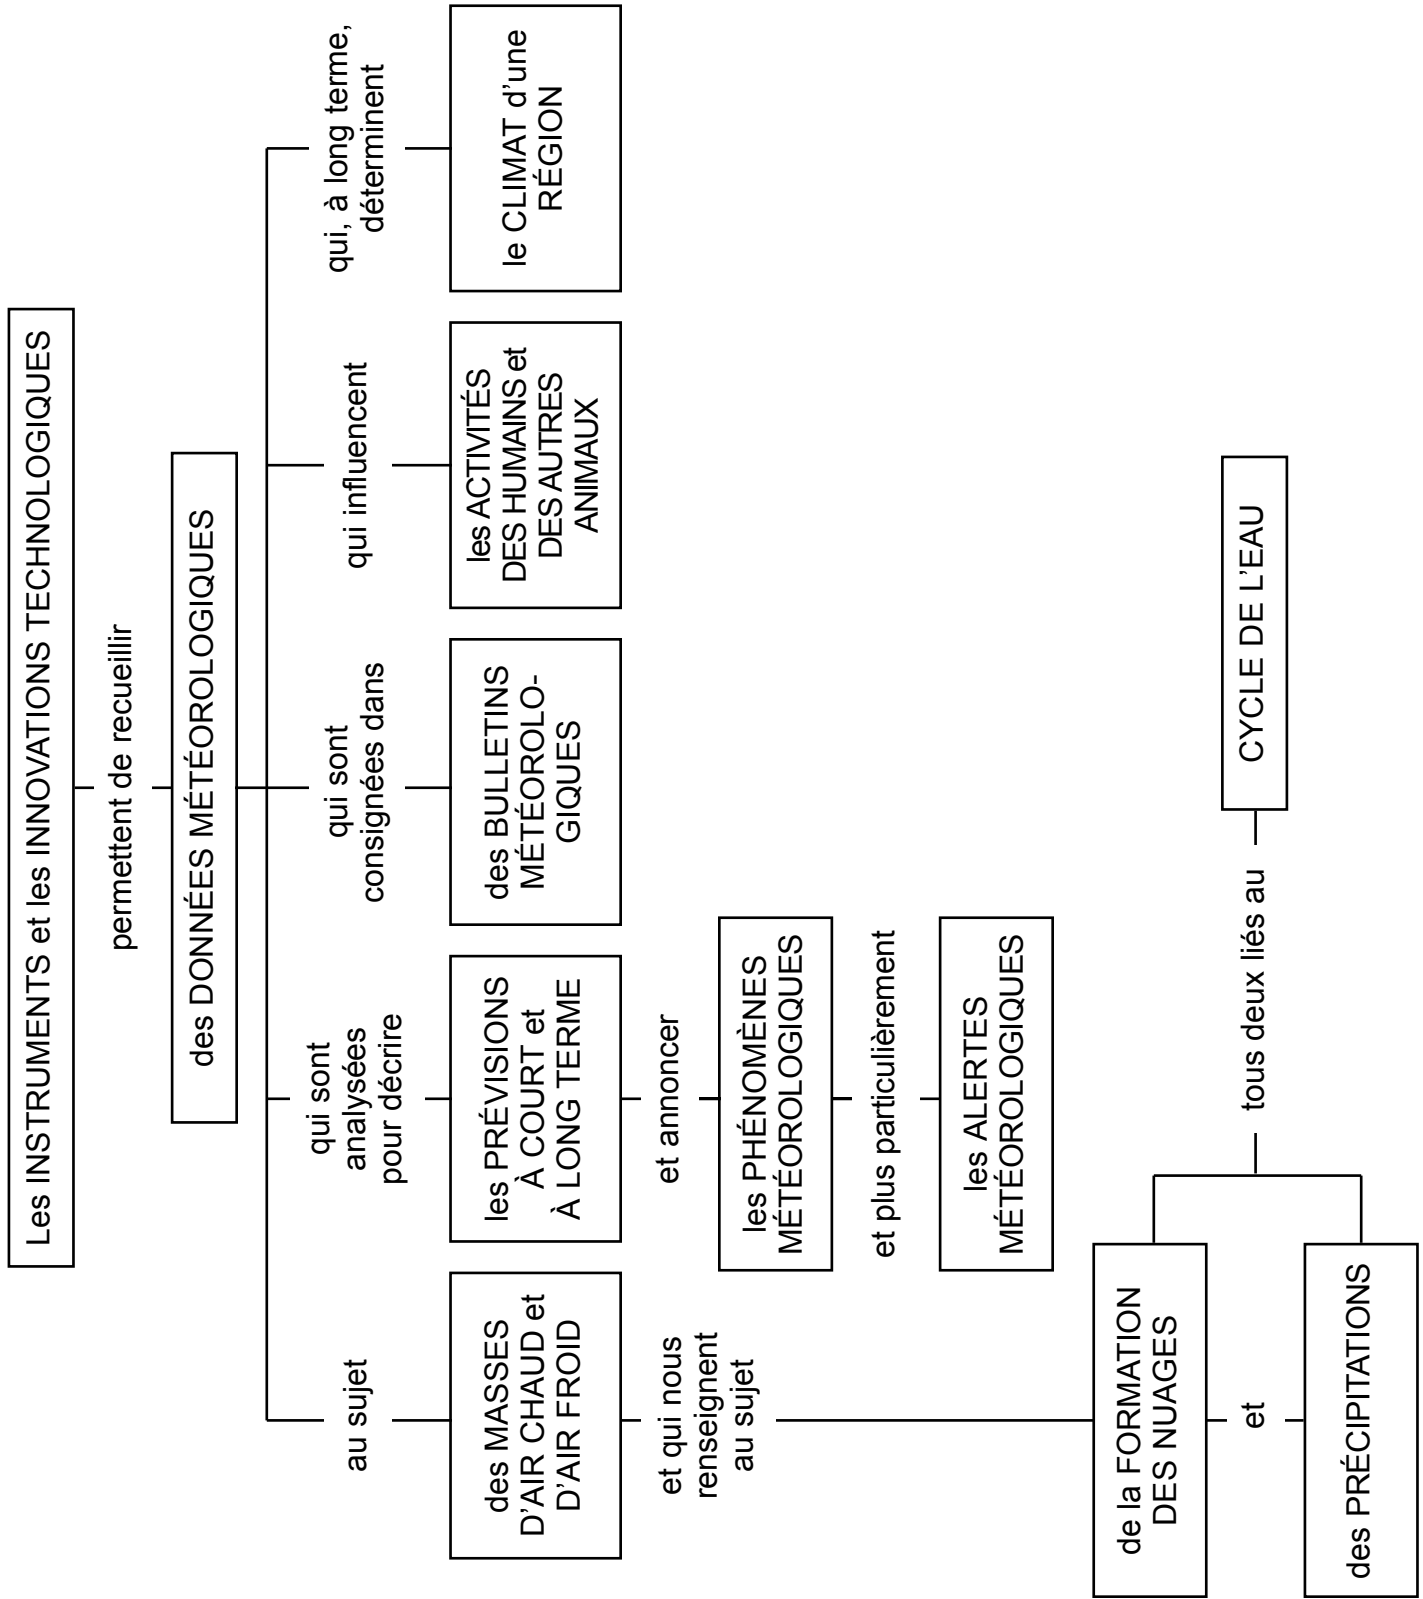 Les INSTRUMENTS et les INNOVATIONS TECHNOLOGIQUES
permettent de recueillir
des DONNÉES MÉTÉOROLOGIQUES
au sujet
qui sont
analysées
pour décrire
qui sont
consignées dans
qui influencent
qui, à long terme,
déterminent
des MASSES
D'AIR CHAUD et
D'AIR FROID
les PRÉVISIONS
À COURT et
À LONG TERME
des BULLETINS
MÉTÉOROLO-
GIQUES
les ACTIVITÉS
DES HUMAINS et
DES AUTRES
ANIMAUX
le CLIMAT d'une
RÉGION
et qui nous
renseignent
au sujet
et annoncer
les PHÉNOMÈNES
MÉTÉOROLOGIQUES
et plus particulièrement
les ALERTES
MÉTÉOROLOGIQUES
de la FORMATION
DES NUAGES
et
des PRÉCIPITATIONS
tous deux liés au
CYCLE DE L'EAU